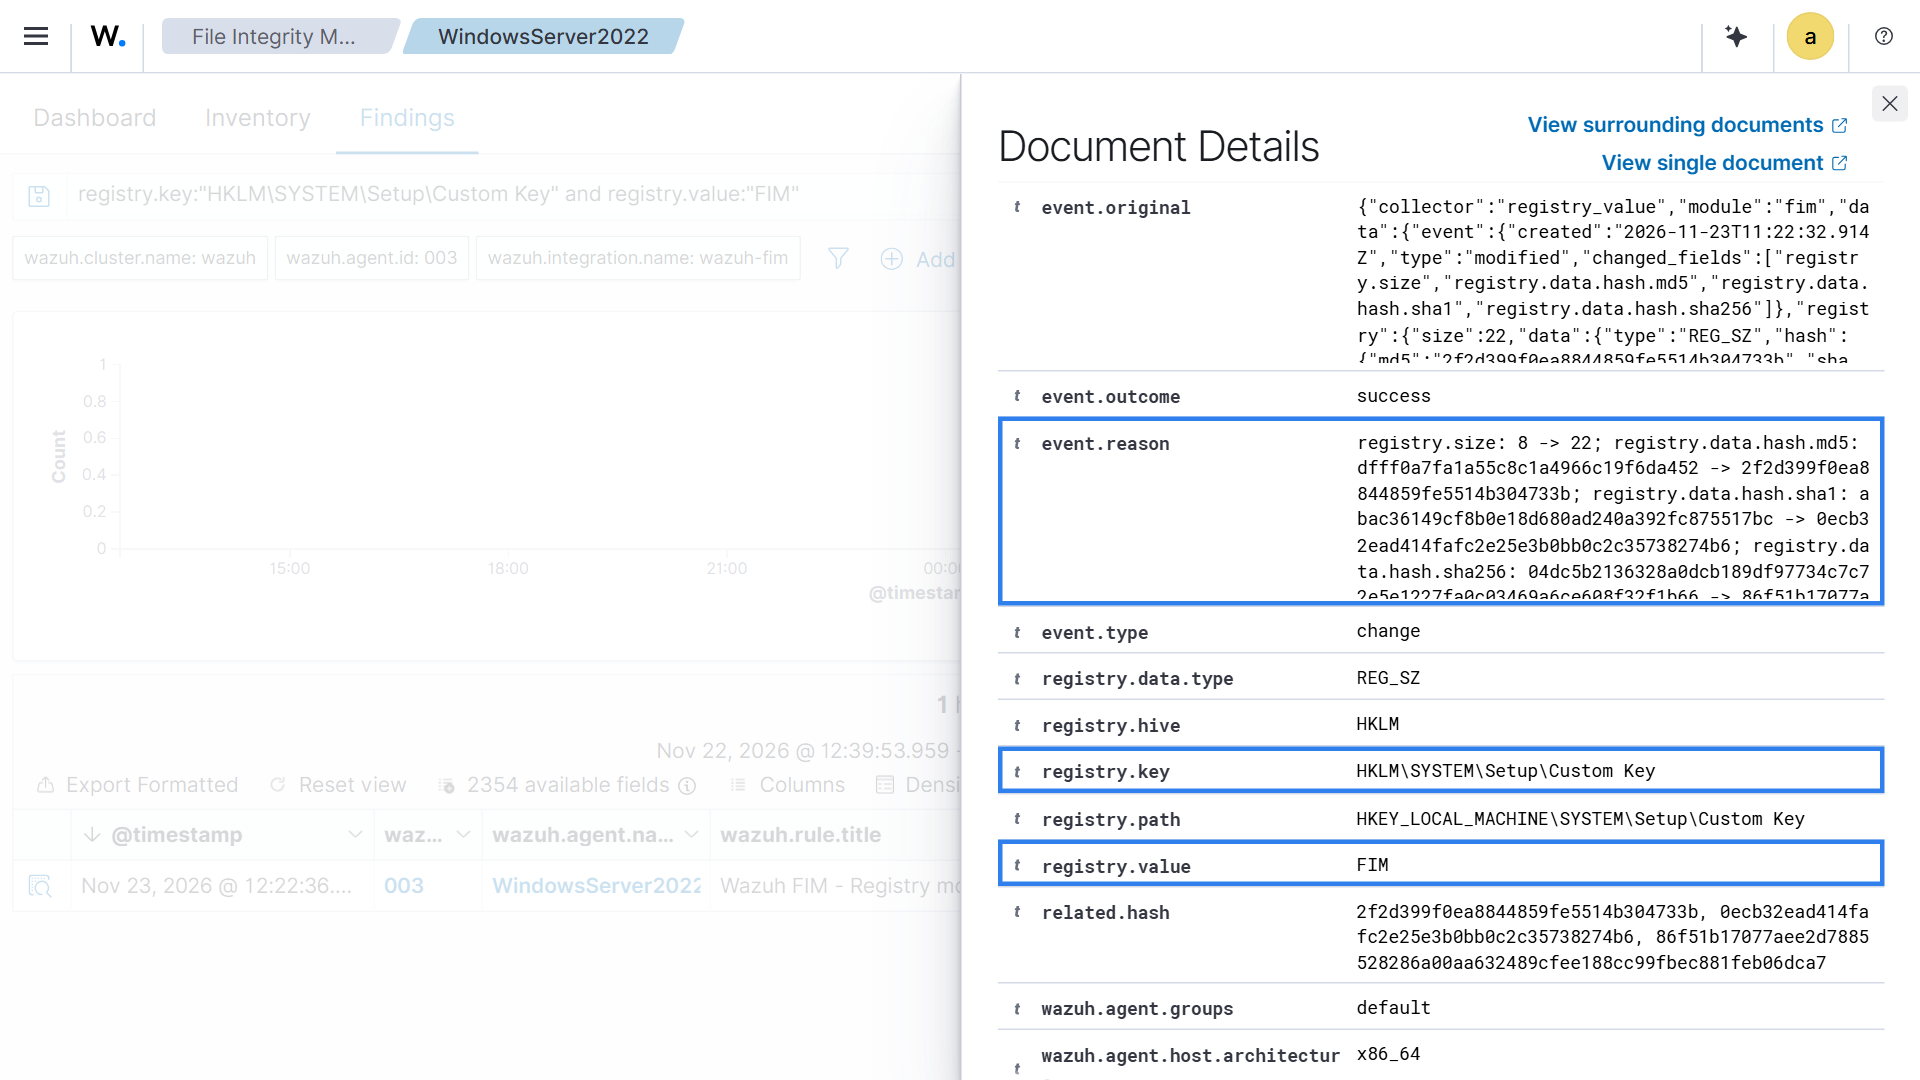 W.
File Integrity M...
WindowsServer2022
a
Dashboard
Inventory
Findings
registry.key:"HKLM\SYSTEM\Setup\Custom Key" and registry.value:"FIM"
wazuh.cluster.name: wazuh
wazuh.agent.id: 003
wazuh.integration.name: wazuh-fim
Add
Count
1
0.8
0.6
0.4
0.2
0
15:00
18:00
21:00
@timestar
1
Nov 22, 2026 @ 12:39:53.959 -
Export Formatted
Reset view
2354 available fields
Columns
Densi
@timestamp
waz...
wazuh.agent.na...
wazuh.rule.title
Nov 23, 2026 @ 12:22:36....
003
WindowsServer2022
Wazuh FIM - Registry mo
Document Details
View surrounding documents
View single document
t event.original
{"collector":"registry_value","module":"fim","da
ta":{"event":{"created":"2026-11-23T11:22:32.914
Z","type":"modified","changed_fields":["registr
y.size","registry.data.hash.md5","registry.data.
hash.sha1","registry.data.hash.sha256"]},"regist
ry":{"size":22,"data":{"type":"REG_SZ","hash":
{"md5":"2f2d399f0ea8844859fe5514b304733b","sha
t event.outcome
success
t event.reason
registry.size: 8 -> 22; registry.data.hash.md5:
dfff0a7fa1a55c8c1a4966c19f6da452 -> 2f2d399f0ea8
844859fe5514b304733b; registry.data.hash.sha1: a
bac36149cf8b0e18d680ad240a392fc875517bc -> 0ecb3
2ead414fafc2e25e3b0bb0c2c35738274b6; registry.da
ta.hash.sha256: 04dc5b2136328a0dcb189df97734c7c7
2e5e1227fa0c03469a6ce608f32f1b66 -> 86f51b17077a
t event.type
change
t registry.data.type
REG_SZ
t registry.hive
HKLM
t registry.key
HKLM\SYSTEM\Setup\Custom Key
t registry.path
HKEY_LOCAL_MACHINE\SYSTEM\Setup\Custom Key
t registry.value
FIM
t related.hash
2f2d399f0ea8844859fe5514b304733b, 0ecb32ead414fa
fc2e25e3b0bb0c2c35738274b6, 86f51b17077aee2d7885
528286a00aa632489cfee188cc99fbec881feb06dca7
t wazuh.agent.groups
default
t wazuh.agent.host.architectur
x86_64